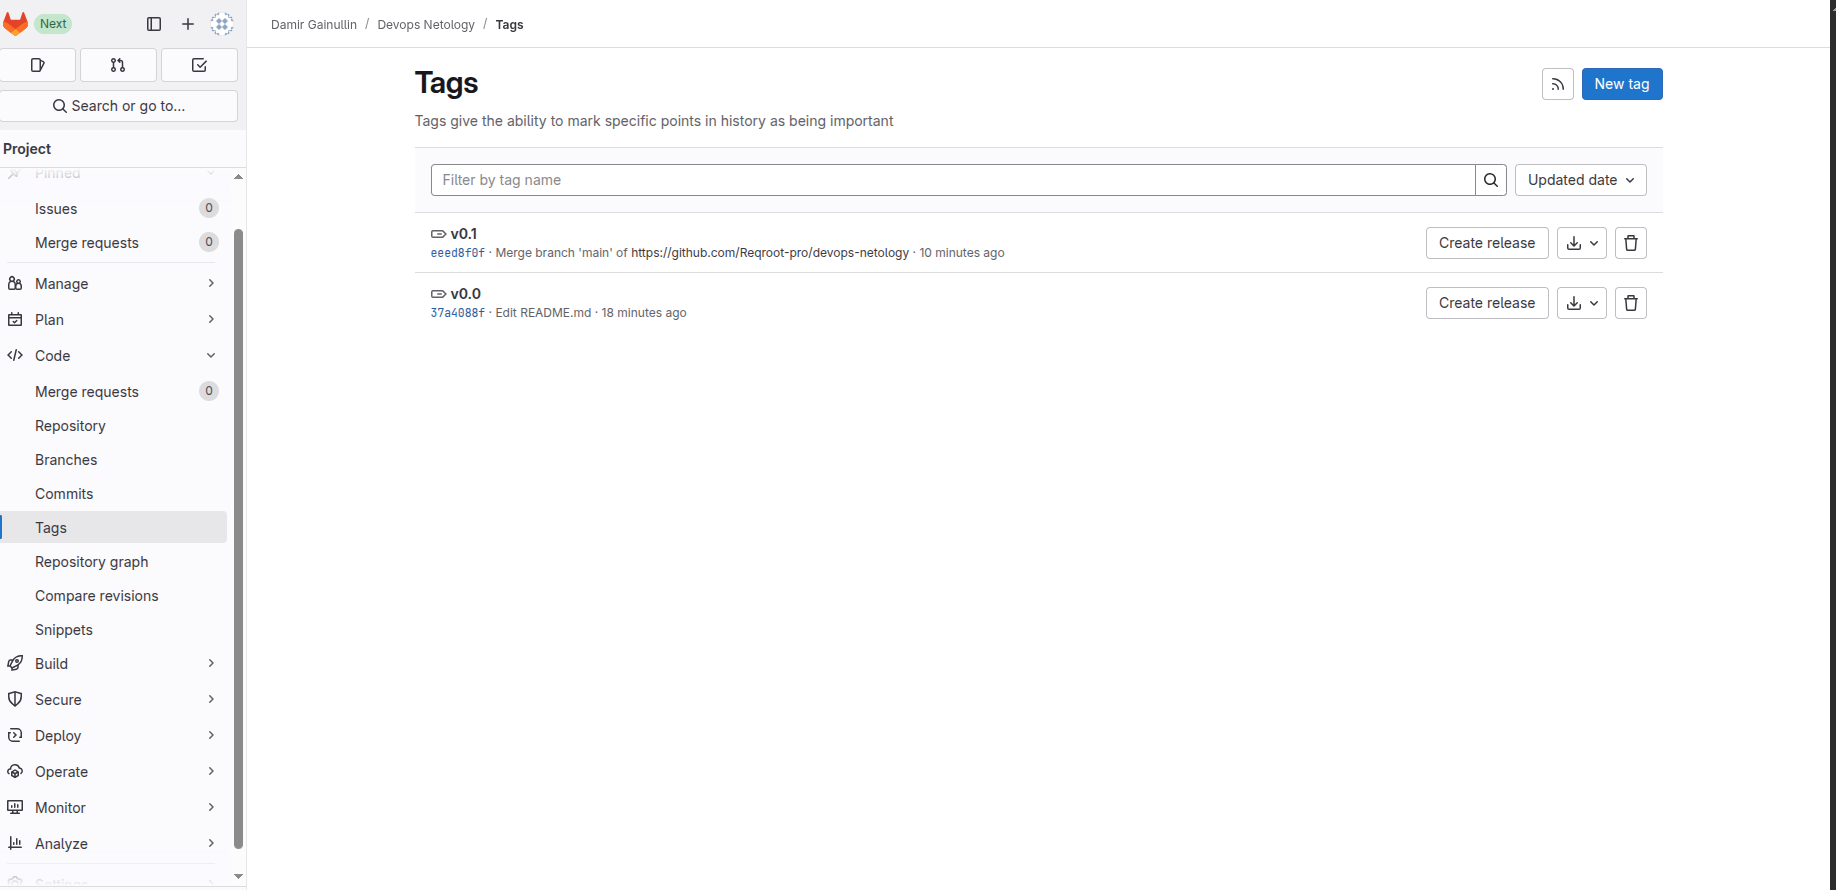 Next
Damir Gainullin / Devops Netology / Tags
Search or go to...
Project
Pinned
Issues 0
Merge requests 0
Manage
Plan
Code
Merge requests 0
Repository
Branches
Commits
Tags
Repository graph
Compare revisions
Snippets
Build
Secure
Deploy
Operate
Monitor
Analyze
Settings
Tags
New tag
Tags give the ability to mark specific points in history as being important
Filter by tag name
Updated date
v0.1
eeed8f0f · Merge branch 'main' of https://github.com/Reqroot-pro/devops-netology · 10 minutes ago
Create release
v0.0
37a4088f · Edit README.md · 18 minutes ago
Create release